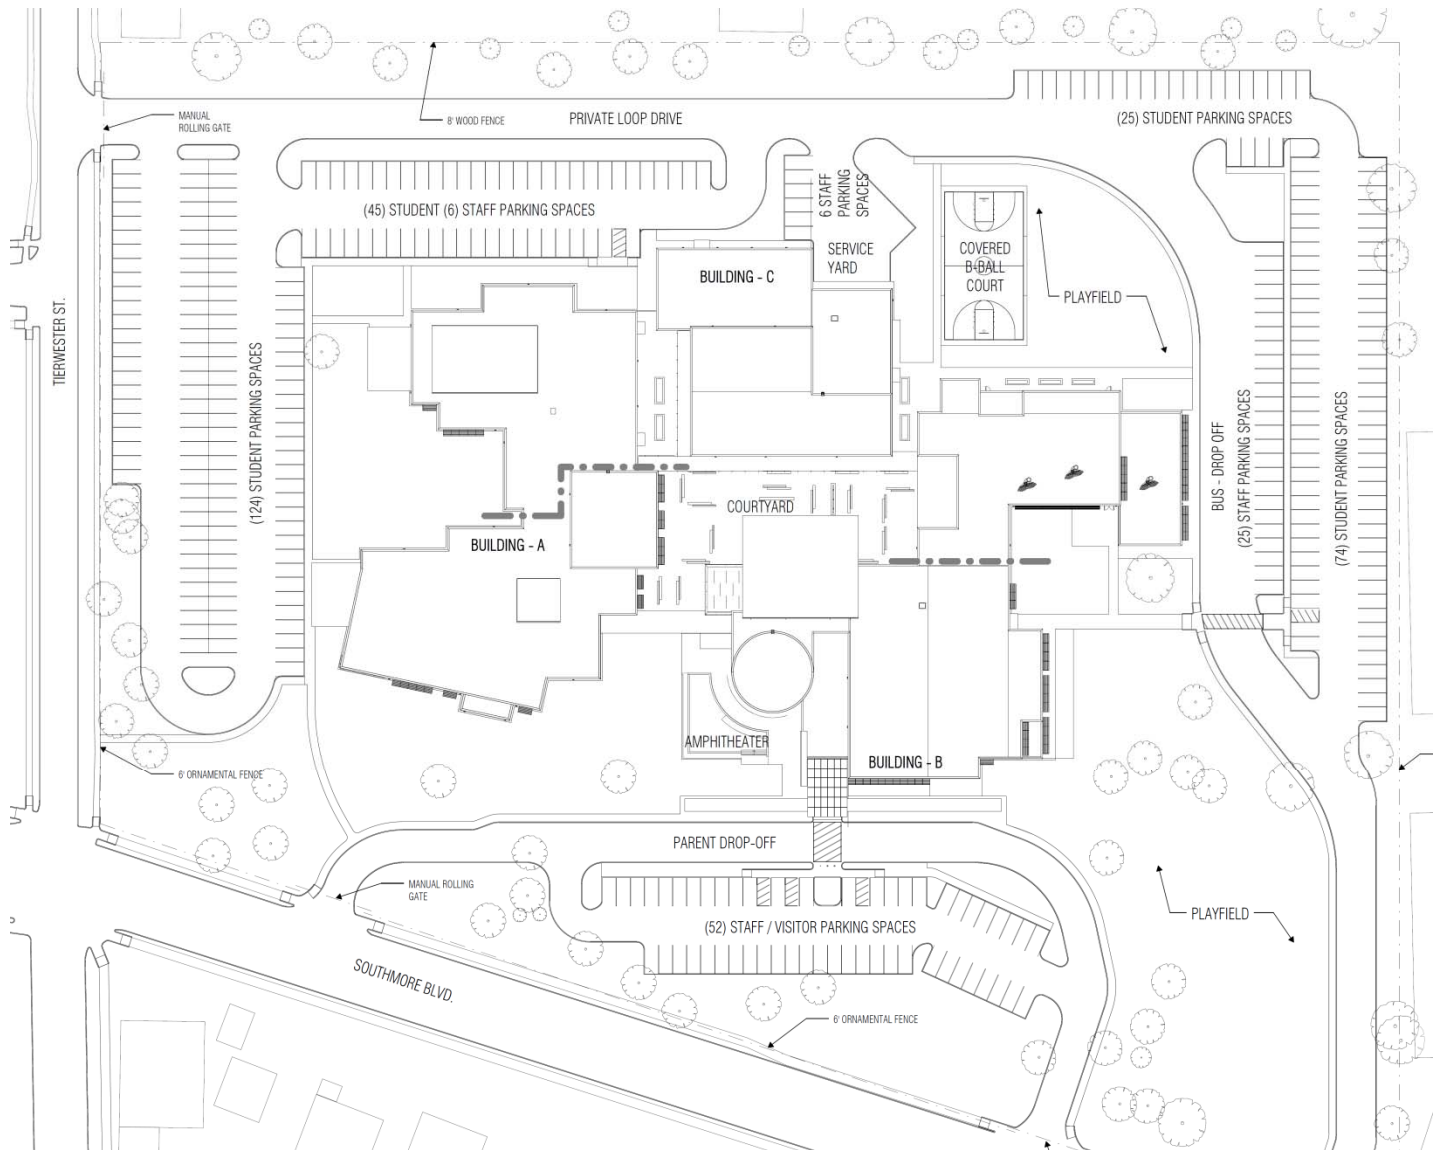 MANUAL
ROLLING GATE
8' WOOD FENCE
PRIVATE LOOP DRIVE
(25) STUDENT PARKING SPACES
(45) STUDENT (6) STAFF PARKING SPACES
6 STAFF
PARKING
SPACES
SERVICE
YARD
COVERED
B-BALL
COURT
PLAYFIELD
BUILDING - C
TIERWESTER ST.
(124) STUDENT PARKING SPACES
BUS - DROP OFF
(25) STAFF PARKING SPACES
(74) STUDENT PARKING SPACES
COURTYARD
BUILDING - A
AMPHITHEATER
BUILDING - B
6' ORNAMENTAL FENCE
PARENT DROP-OFF
MANUAL ROLLING
GATE
(52) STAFF / VISITOR PARKING SPACES
PLAYFIELD
SOUTHMORE BLVD.
6' ORNAMENTAL FENCE